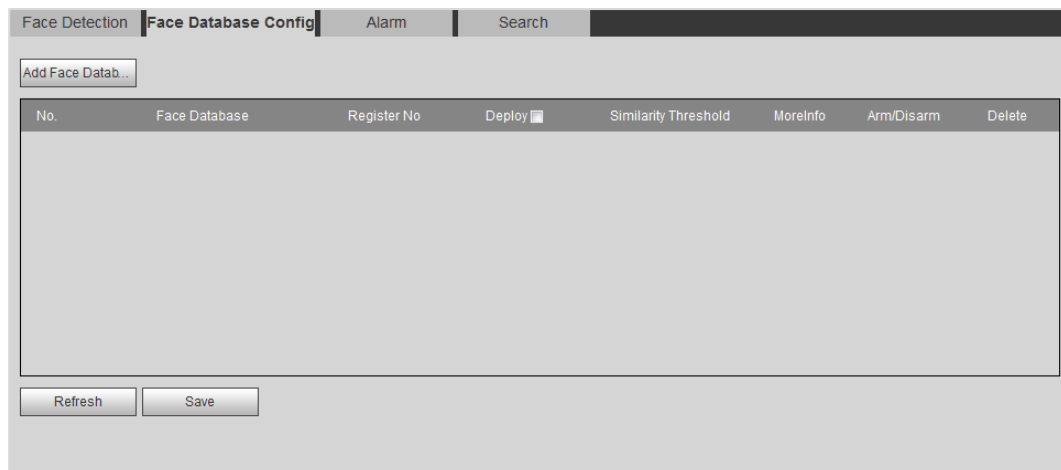 Face Detection Face Database Config Alarm Search
Add Face Datab...
No. Face Database Register No Deploy Similarity Threshold MoreInfo Arm/Disarm Delete
Refresh Save